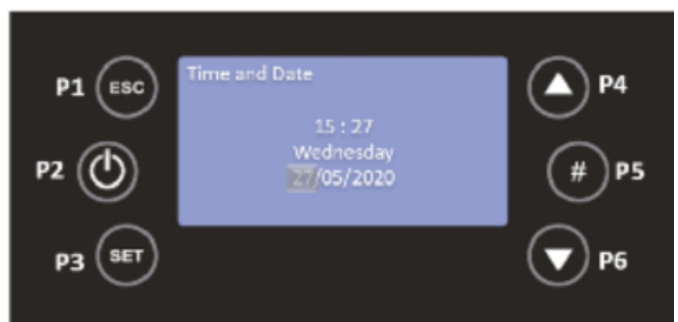 P1 ESC
P2
P3 SET
Time and Date
15 : 27
Wednesday
27/05/2020
P4
# P5
P6